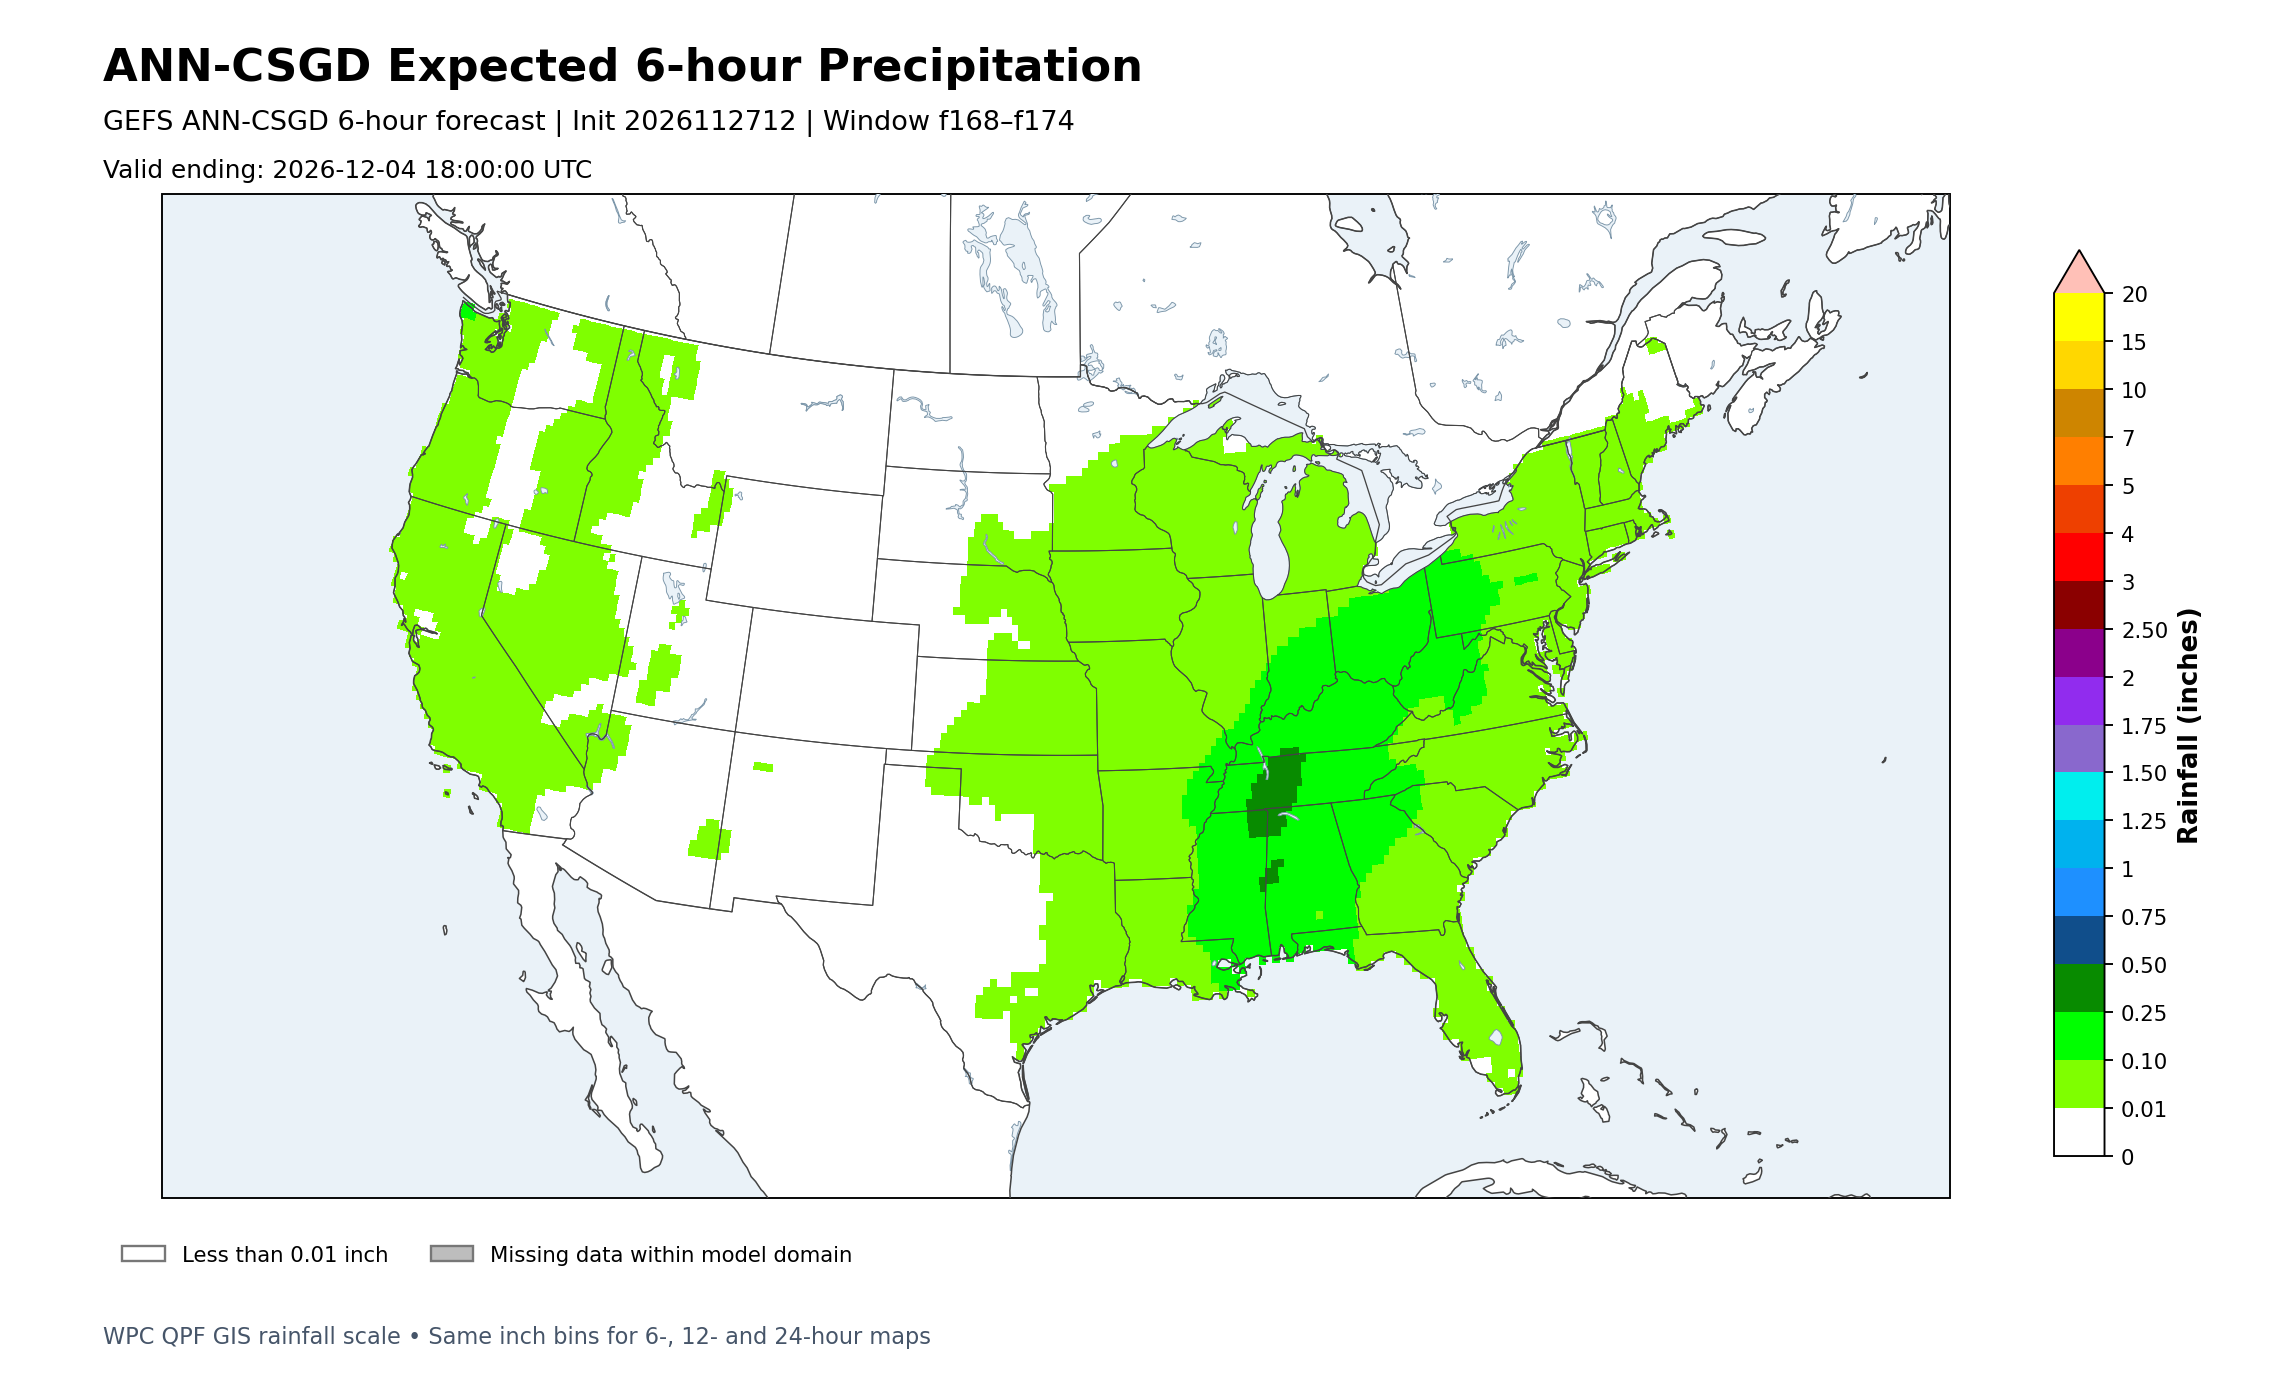 ANN-CSGD Expected 6-hour Precipitation
GEFS ANN-CSGD 6-hour forecast | Init 2026112712 | Window f168–f174
Valid ending: 2026-12-04 18:00:00 UTC
20
15
10
7
5
4
3
2.50
2
1.75
1.50
1.25
1
0.75
0.50
0.25
0.10
0.01
0
Rainfall (inches)
Less than 0.01 inch
Missing data within model domain
WPC QPF GIS rainfall scale • Same inch bins for 6-, 12- and 24-hour maps